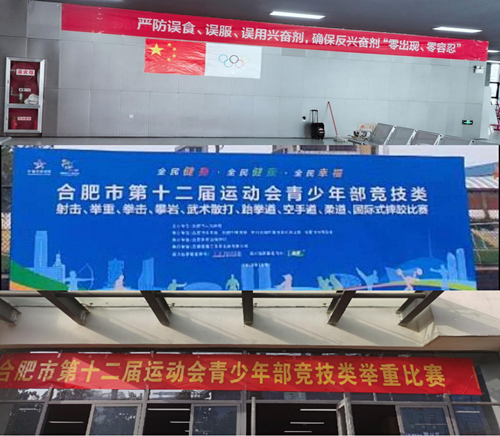 严防误食、误服、误用兴奋剂,确保反兴奋剂“零出现、零容忍”
全民健身·全民健康·全民幸福
合肥市第十二届运动会青少年部竞技类
射击、举重、拳击、攀岩、武术散打、跆拳道、空手道、柔道、国际式摔跤比赛
合肥市第十二届运动会青少年部竞技类举重比赛